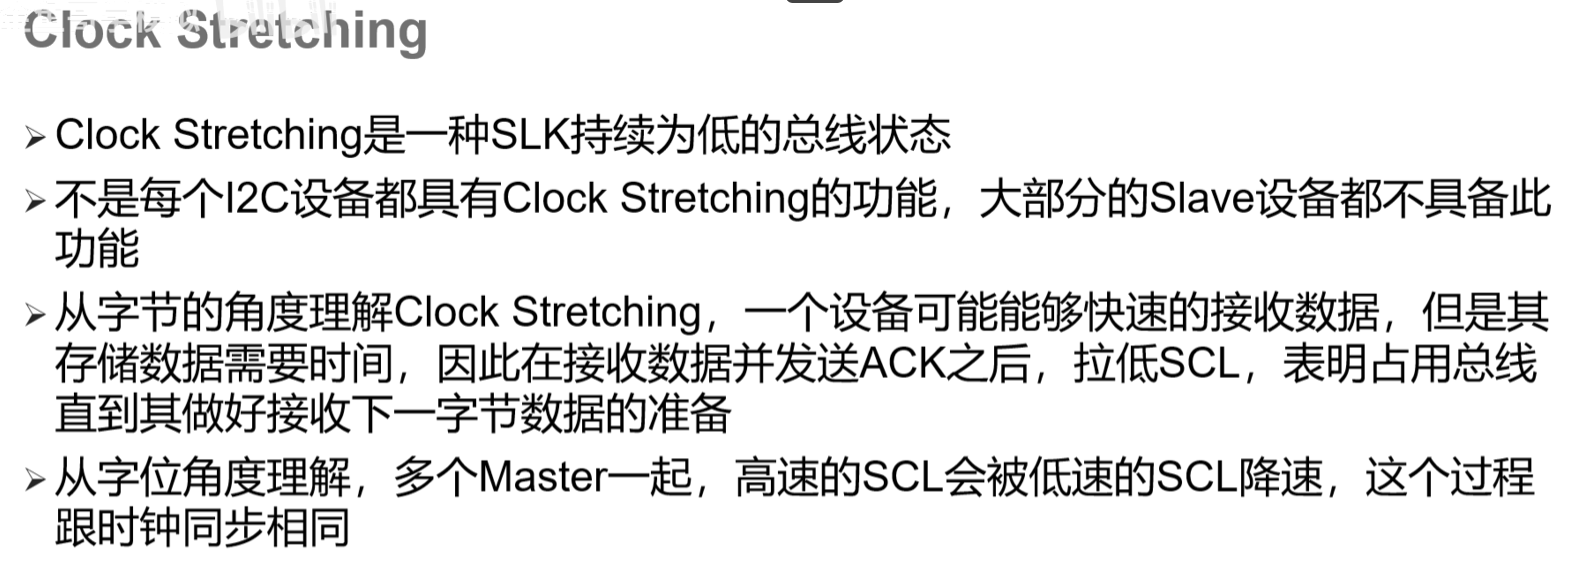 Clock Stretching
➢ Clock Stretching是一种SLK持续为低的总线状态
➢ 不是每个I2C设备都具有Clock Stretching的功能，大部分的Slave设备都不具备此
功能
➢ 从字节的角度理解Clock Stretching，一个设备可能能够快速的接收数据，但是其
存储数据需要时间，因此在接收数据并发送ACK之后，拉低SCL，表明占用总线
直到其做好接收下一字节数据的准备
➢ 从字位角度理解，多个Master一起，高速的SCL会被低速的SCL降速，这个过程
跟时钟同步相同